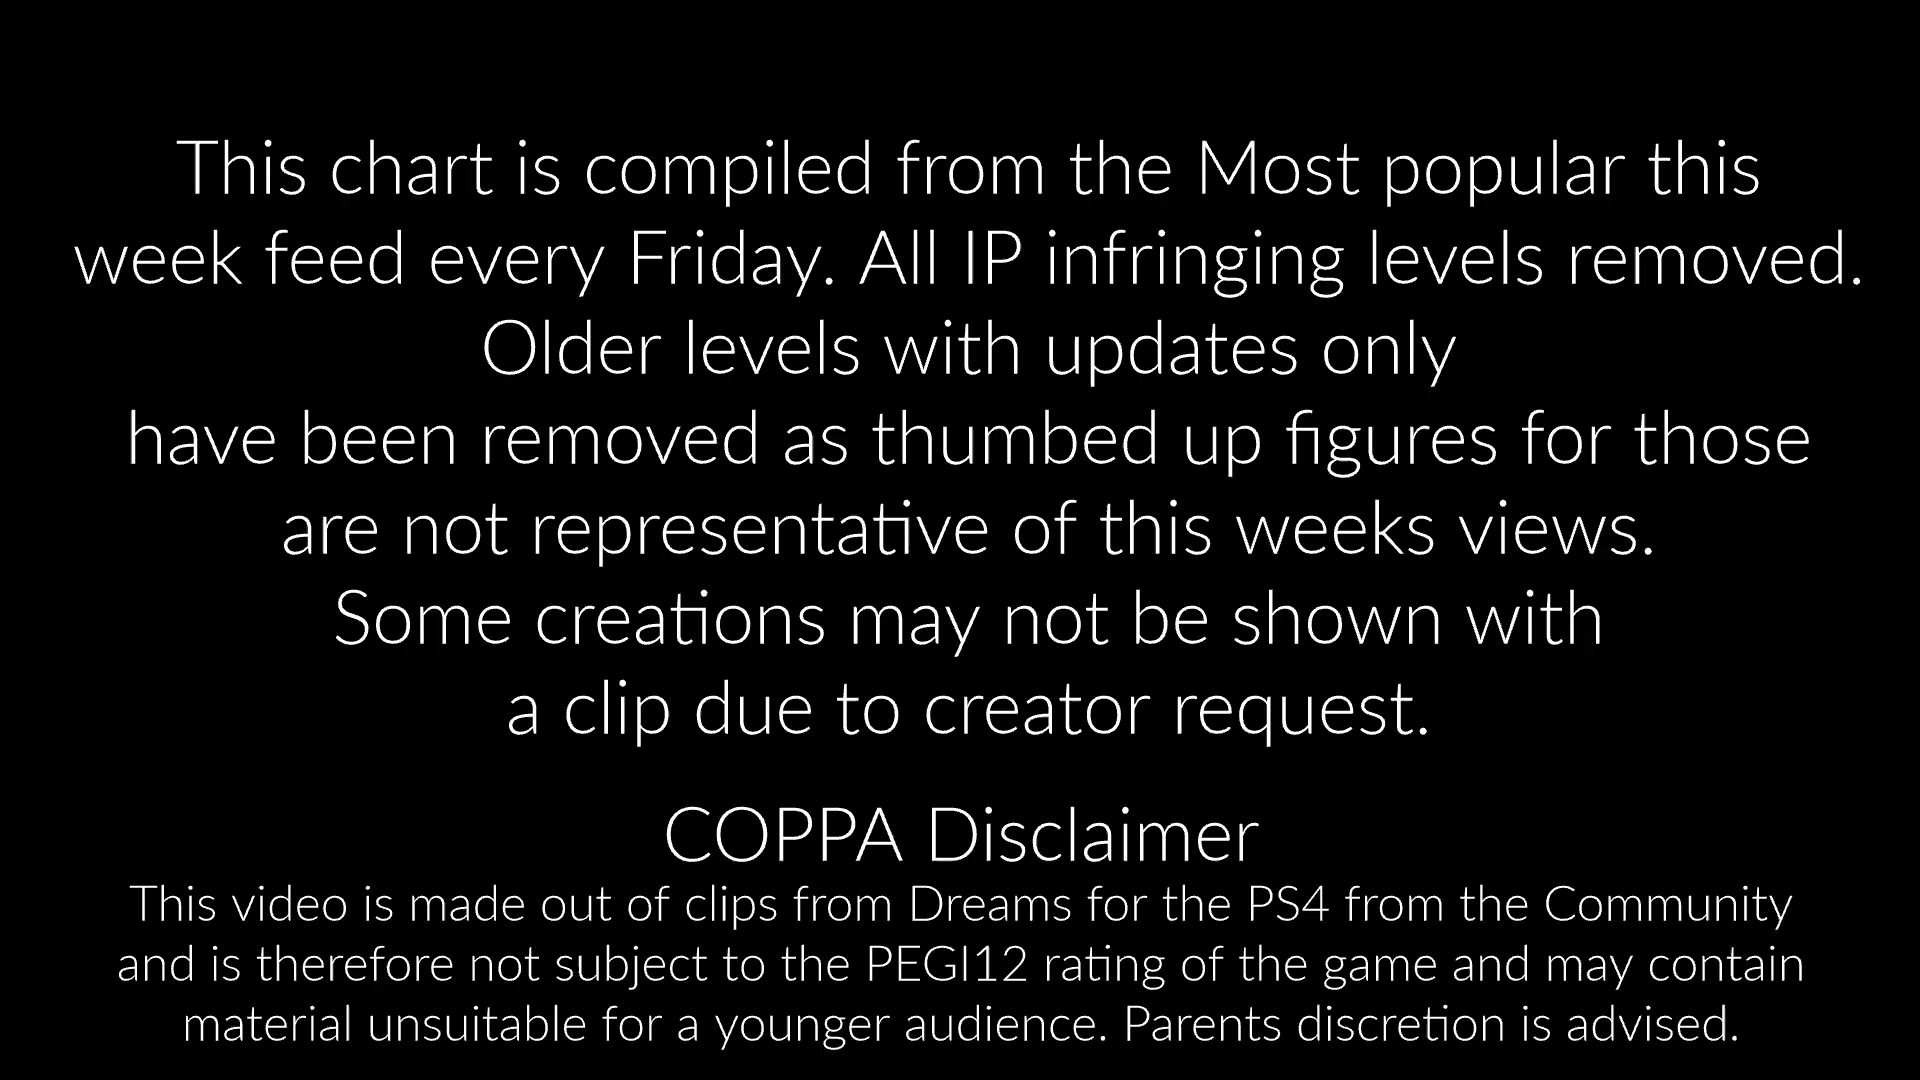 This chart is compiled from the Most popular this
week feed every Friday. All IP infringing levels removed.
Older levels with updates only
have been removed as thumbed up figures for those
are not representative of this weeks views.
Some creations may not be shown with
a clip due to creator request.
COPPA Disclaimer
This video is made out of clips from Dreams for the PS4 from the Community
and is therefore not subject to the PEGI12 rating of the game and may contain
material unsuitable for a younger audience. Parents discretion is advised.